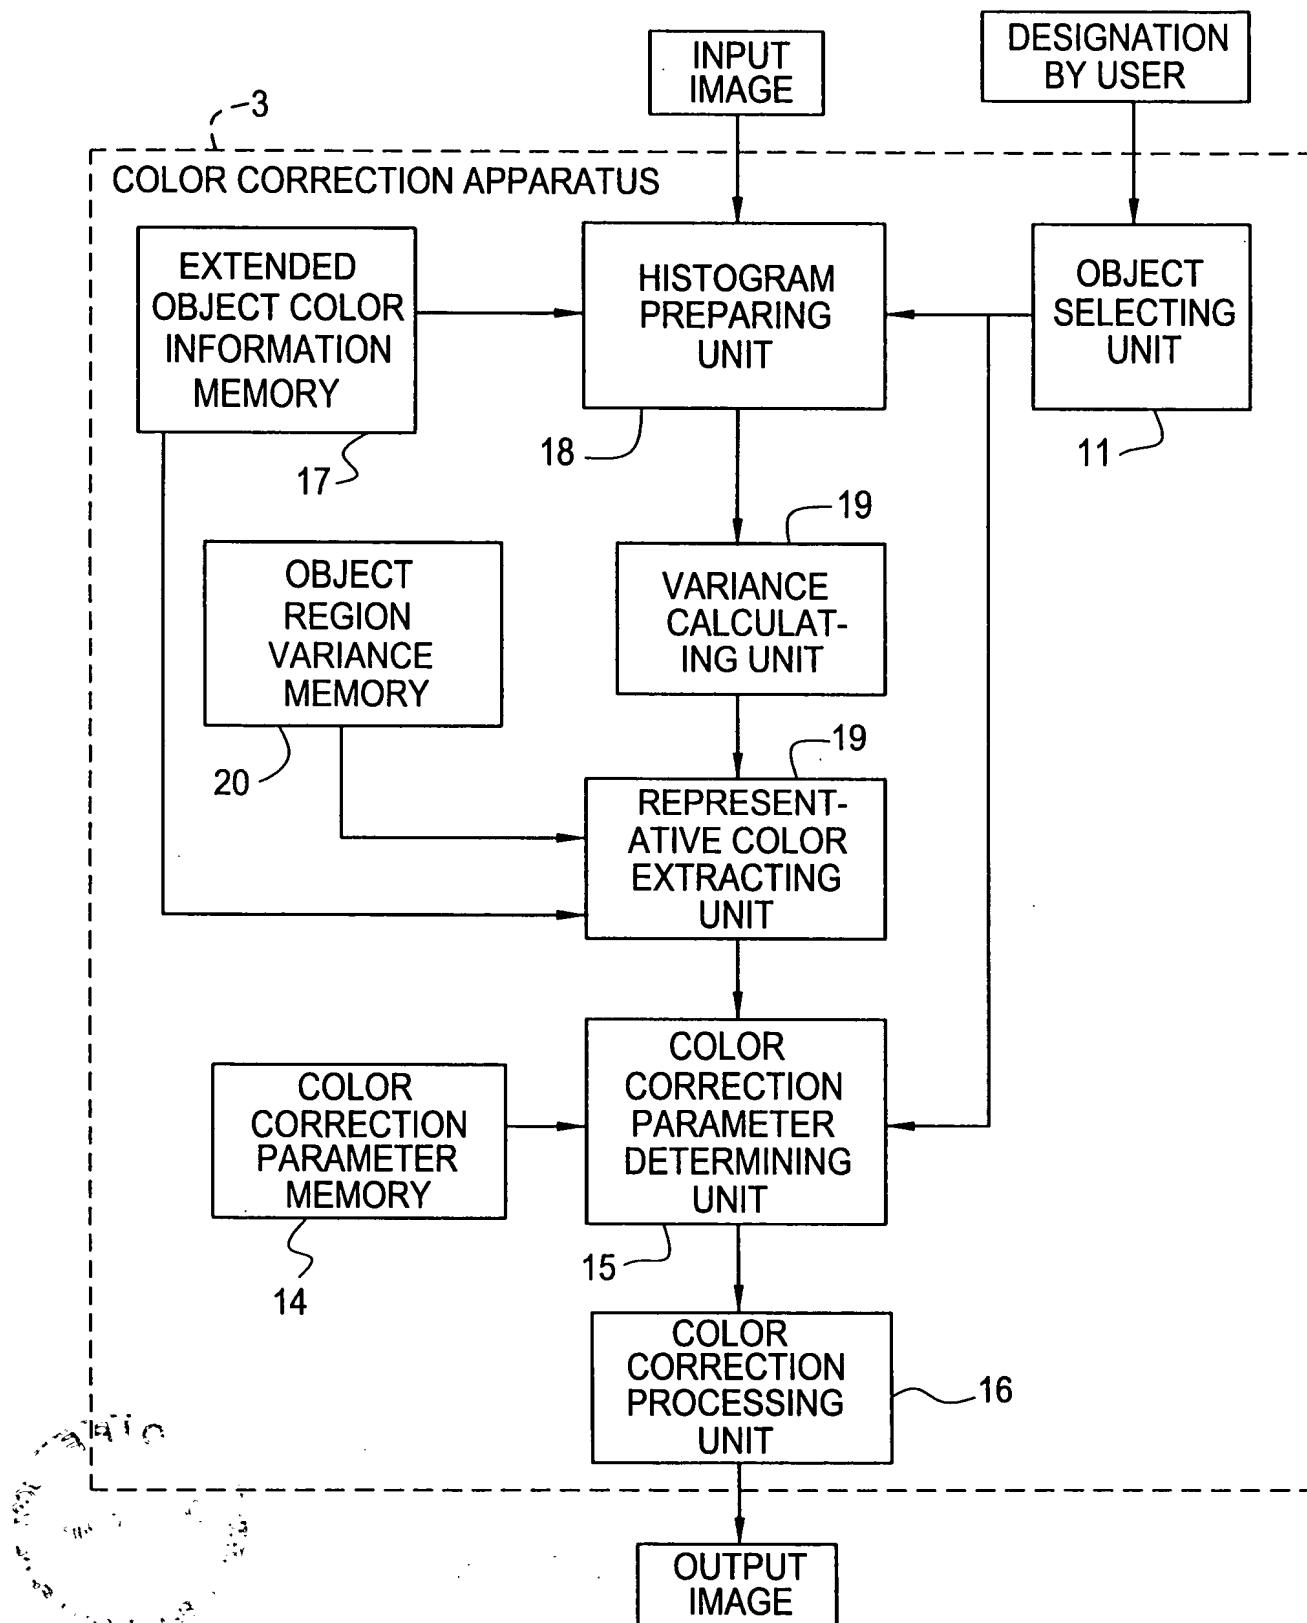 INPUT
IMAGE
DESIGNATION
BY USER
3
COLOR CORRECTION APPARATUS
EXTENDED
OBJECT COLOR
INFORMATION
MEMORY
17
HISTOGRAM
PREPARING
UNIT
18
OBJECT
SELECTING
UNIT
11
OBJECT
REGION
VARIANCE
MEMORY
20
19
VARIANCE
CALCULAT-
ING UNIT
19
REPRESENT-
ATIVE COLOR
EXTRACTING
UNIT
COLOR
CORRECTION
PARAMETER
MEMORY
14
COLOR
CORRECTION
PARAMETER
DETERMINING
UNIT
15
COLOR
CORRECTION
PROCESSING
UNIT
16
OUTPUT
IMAGE